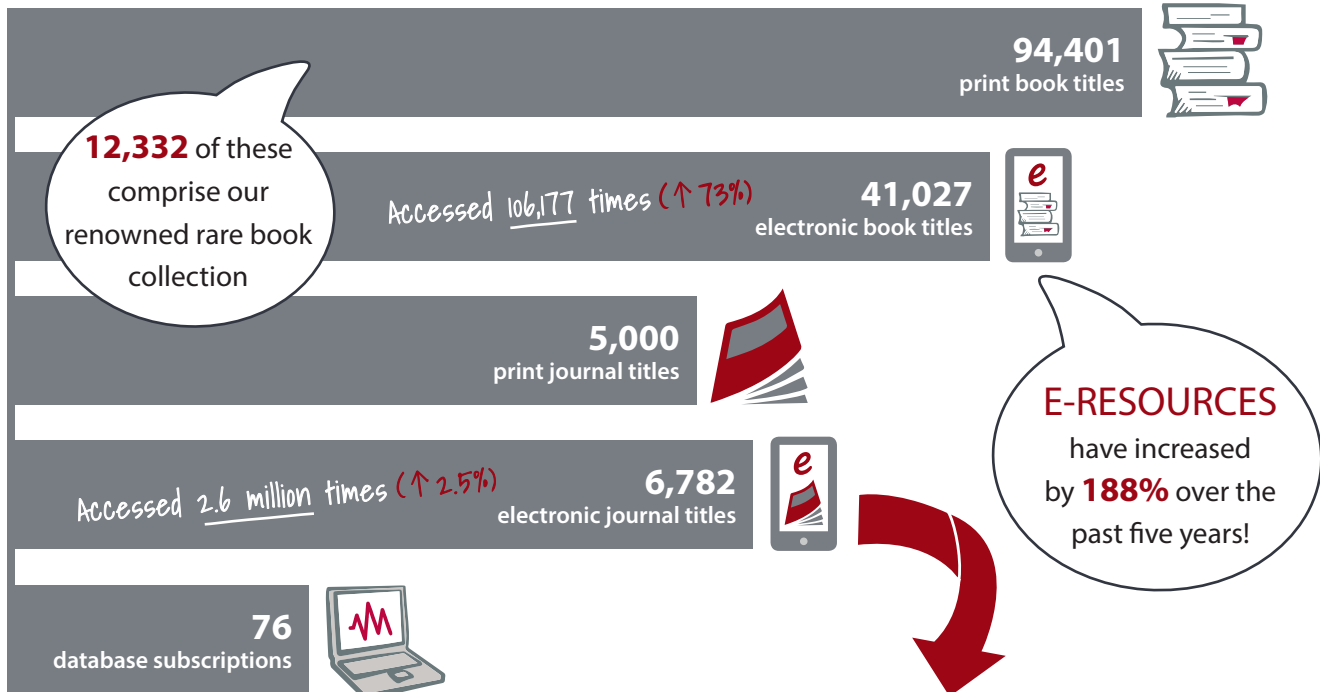 94,401
print book titles
12,332 of these
comprise our
renowned rare book
collection
Accessed 106,177 times (↑ 73%)
41,027
electronic book titles
e
5,000
print journal titles
E-RESOURCES
have increased
by 188% over the
past five years!
Accessed 2.6 million times (↑ 2.5%)
6,782
electronic journal titles
e
76
database subscriptions